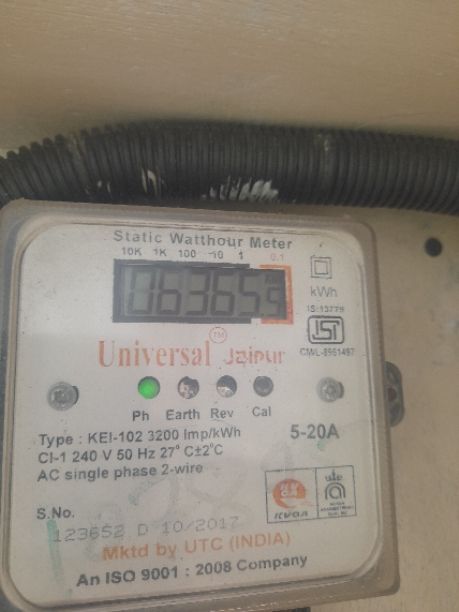 Static Watthour Meter
10K 1K 100 10 1 0.1
063659
kWh
IS:13779
ISI
CM/L-8561497
Universal TM Jaipur
Ph Earth Rev Cal
Type : KEI-102 3200 Imp/kWh
5-20A
Cl-1 240 V 50 Hz 27° C±2°C
AC single phase 2-wire
S.No.
123652 D 10/2017
Mktd by UTC (INDIA)
An ISO 9001 : 2008 Company